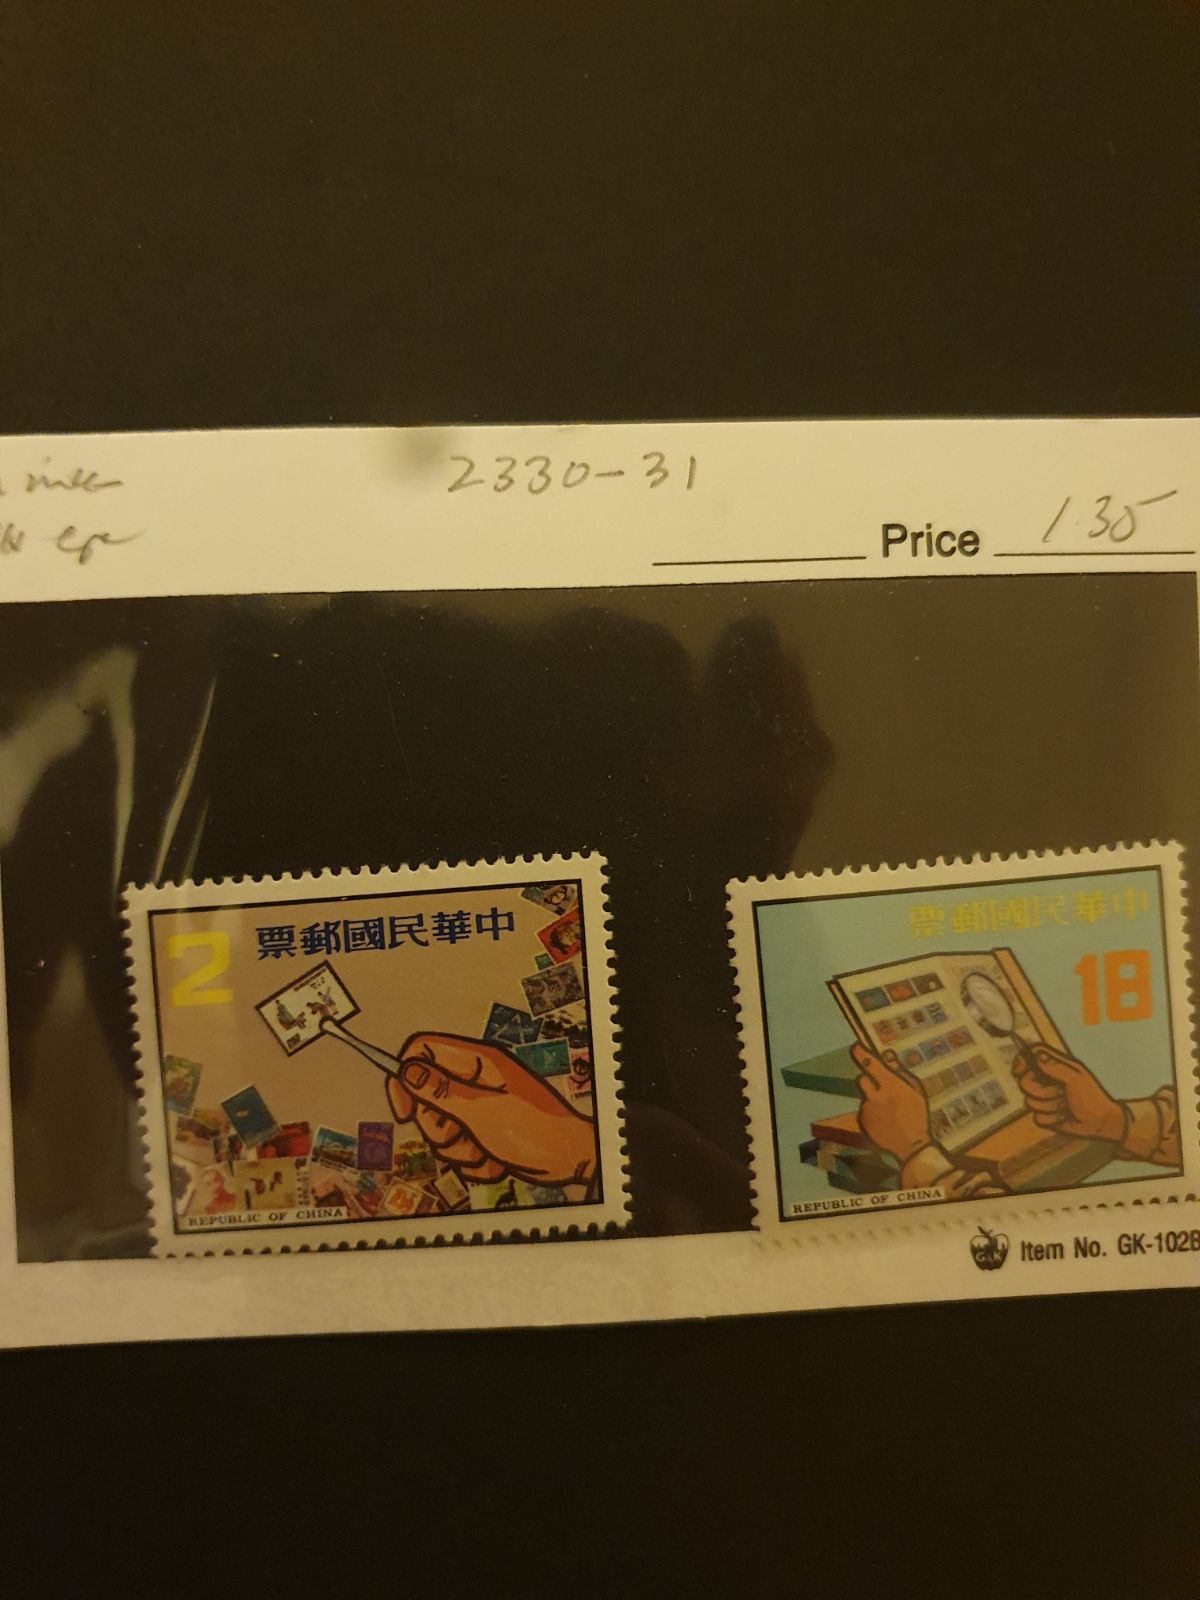 2330-31
Price 1.35
2
票郵國民華中
REPUBLIC OF CHINA
票郵國民華中
18
REPUBLIC OF CHINA
G&K Item No. GK-102B